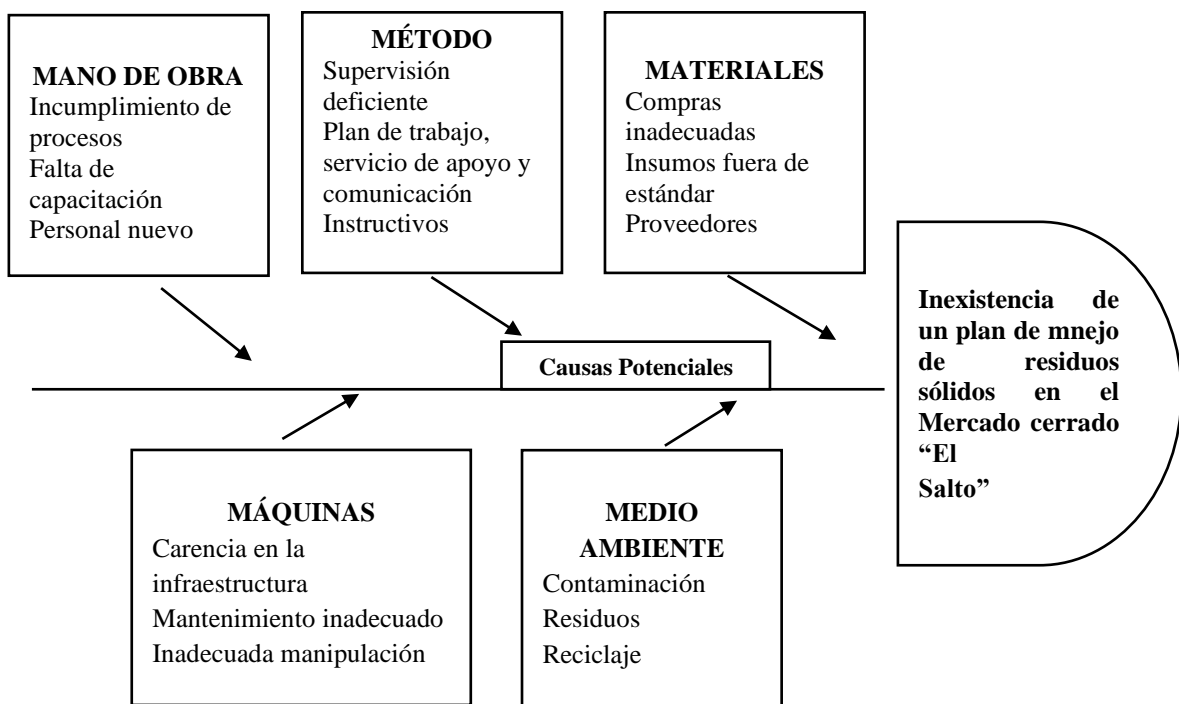 MANO DE OBRA
Incumplimiento de
procesos
Falta de
capacitación
Personal nuevo
MÉTODO
Supervisión
deficiente
Plan de trabajo,
servicio de apoyo y
comunicación
Instructivos
MATERIALES
Compras
inadecuadas
Insumos fuera de
estándar
Proveedores
Causas Potenciales
Inexistencia de
un plan de mnejo
de residuos
sólidos en el
Mercado cerrado
“El
Salto”
MÁQUINAS
Carencia en la
infraestructura
Mantenimiento inadecuado
Inadecuada manipulación
MEDIO
AMBIENTE
Contaminación
Residuos
Reciclaje